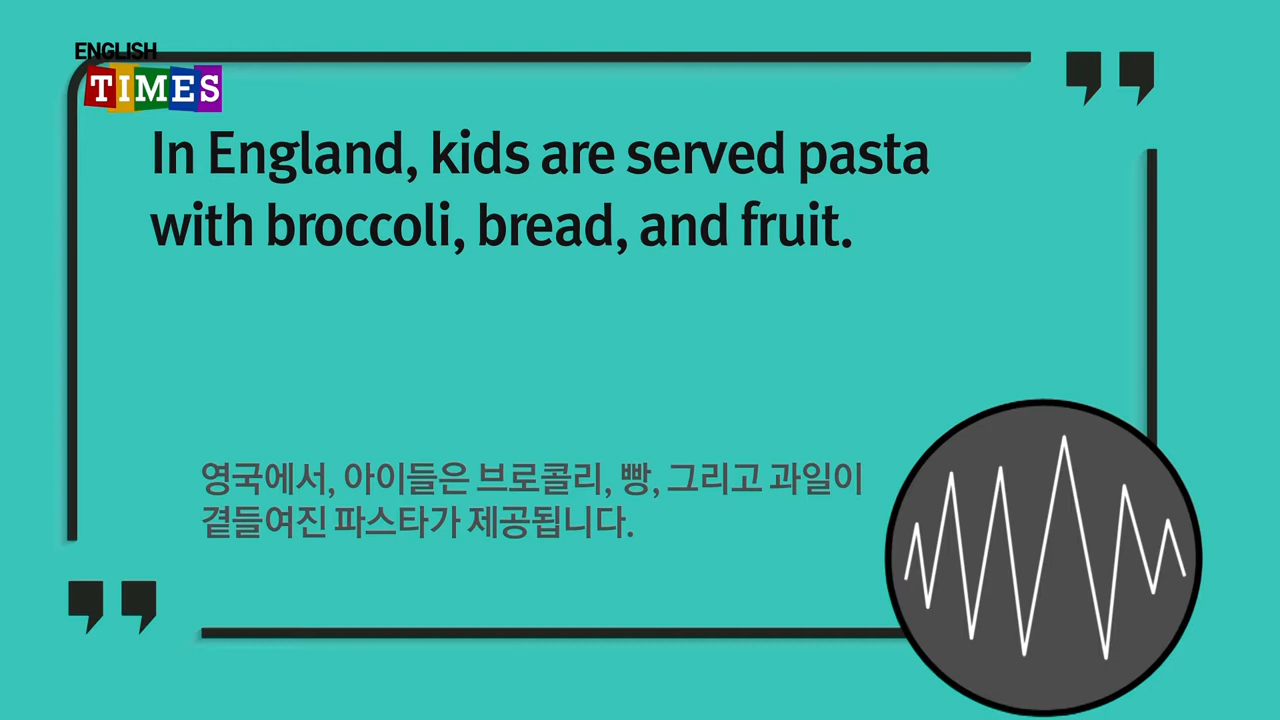 ENGLISH
TIMES
In England, kids are served pasta
with broccoli, bread, and fruit.
영국에서, 아이들은 브로콜리, 빵, 그리고 과일이
곁들여진 파스타가 제공됩니다.